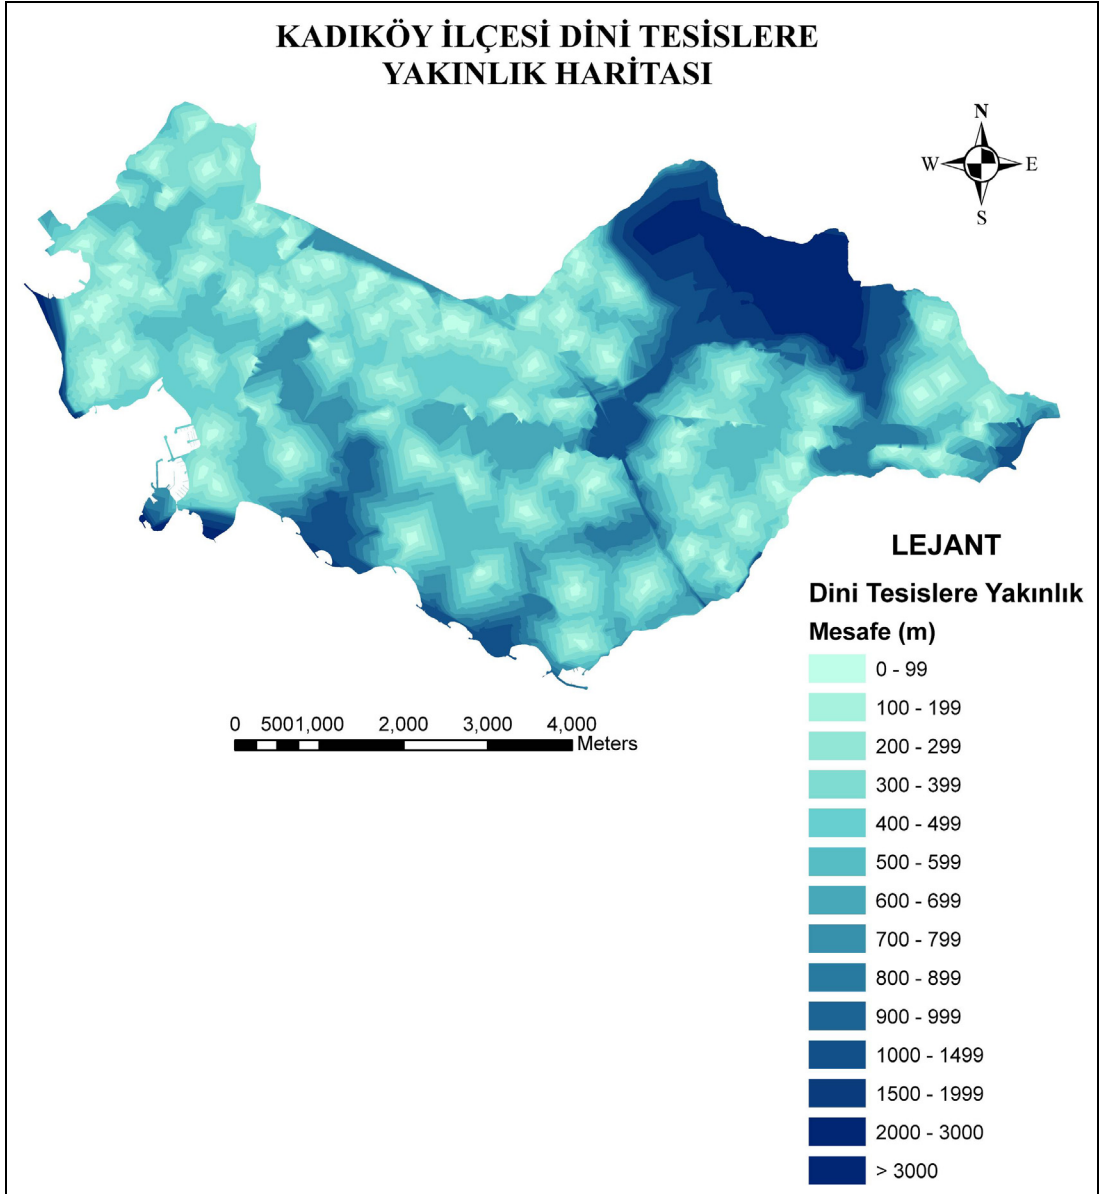 KADIKÖY İLÇESİ DİNİ TESİSLERE
YAKINLIK HARİTASI
N
W E
S
LEJANT
Dini Tesislere Yakınlık
Mesafe (m)
0 - 99
100 - 199
200 - 299
300 - 399
400 - 499
500 - 599
600 - 699
700 - 799
800 - 899
900 - 999
1000 - 1499
1500 - 1999
2000 - 3000
> 3000
0 500 1,000 2,000 3,000 4,000
Meters